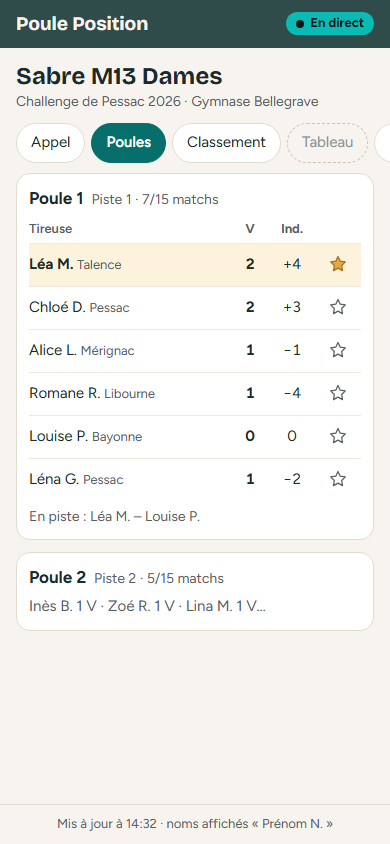 Poule Position
En direct
Sabre M13 Dames
Challenge de Pessac 2026 · Gymnase Bellegrave
Appel Poules Classement Tableau
Poule 1 Piste 1 · 7/15 matchs
Tireuse V Ind.
Léa M. Talence 2 +4
Chloé D. Pessac 2 +3
Alice L. Mérignac 1 −1
Romane R. Libourne 1 −4
Louise P. Bayonne 0 0
Léna G. Pessac 1 −2
En piste : Léa M. – Louise P.
Poule 2 Piste 2 · 5/15 matchs
Inès B. 1 V · Zoé R. 1 V · Lina M. 1 V…
Mis à jour à 14:32 · noms affichés « Prénom N. »